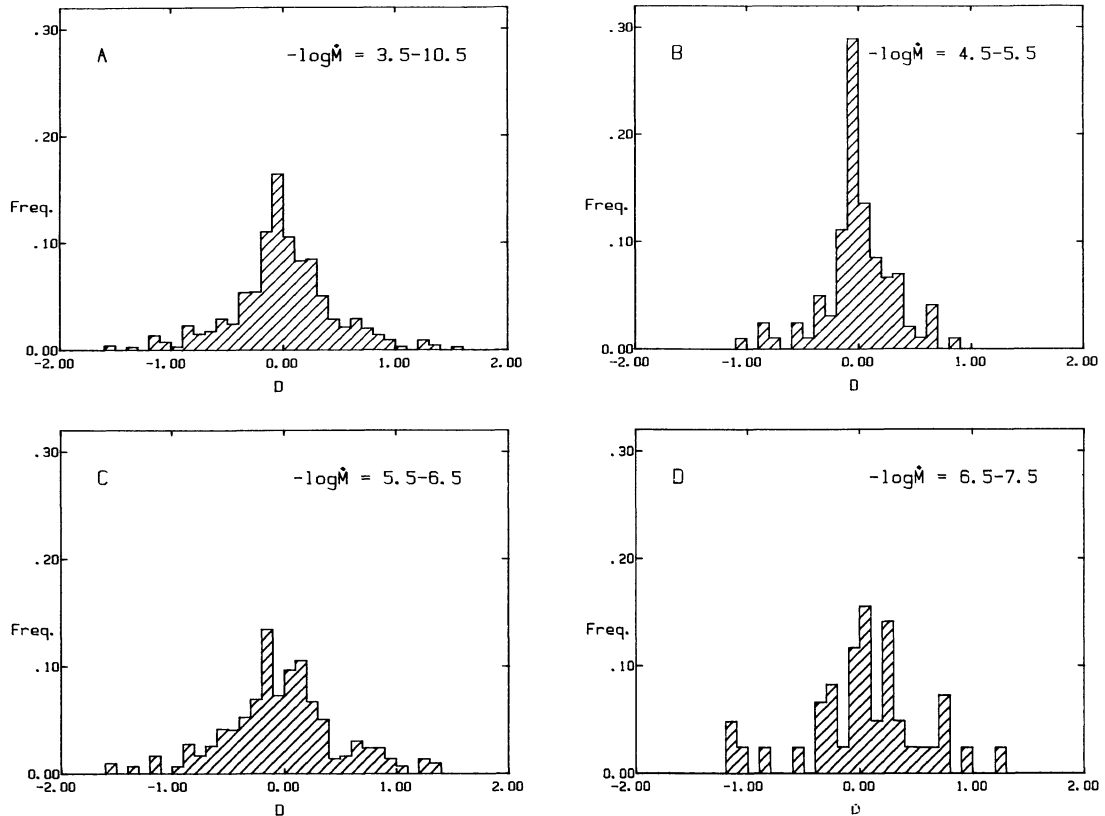 A
-logṀ = 3.5-10.5
.30
.20
Freq.
.10
0.00
-2.00 -1.00 0.00 1.00 2.00
D
B
-logṀ = 4.5-5.5
.30
.20
Freq.
.10
0.00
-2.00 -1.00 0.00 1.00 2.00
D
C
-logṀ = 5.5-6.5
.30
.20
Freq.
.10
0.00
-2.00 -1.00 0.00 1.00 2.00
D
D
-logṀ = 6.5-7.5
.30
.20
Freq.
.10
0.00
-2.00 -1.00 0.00 1.00 2.00
D